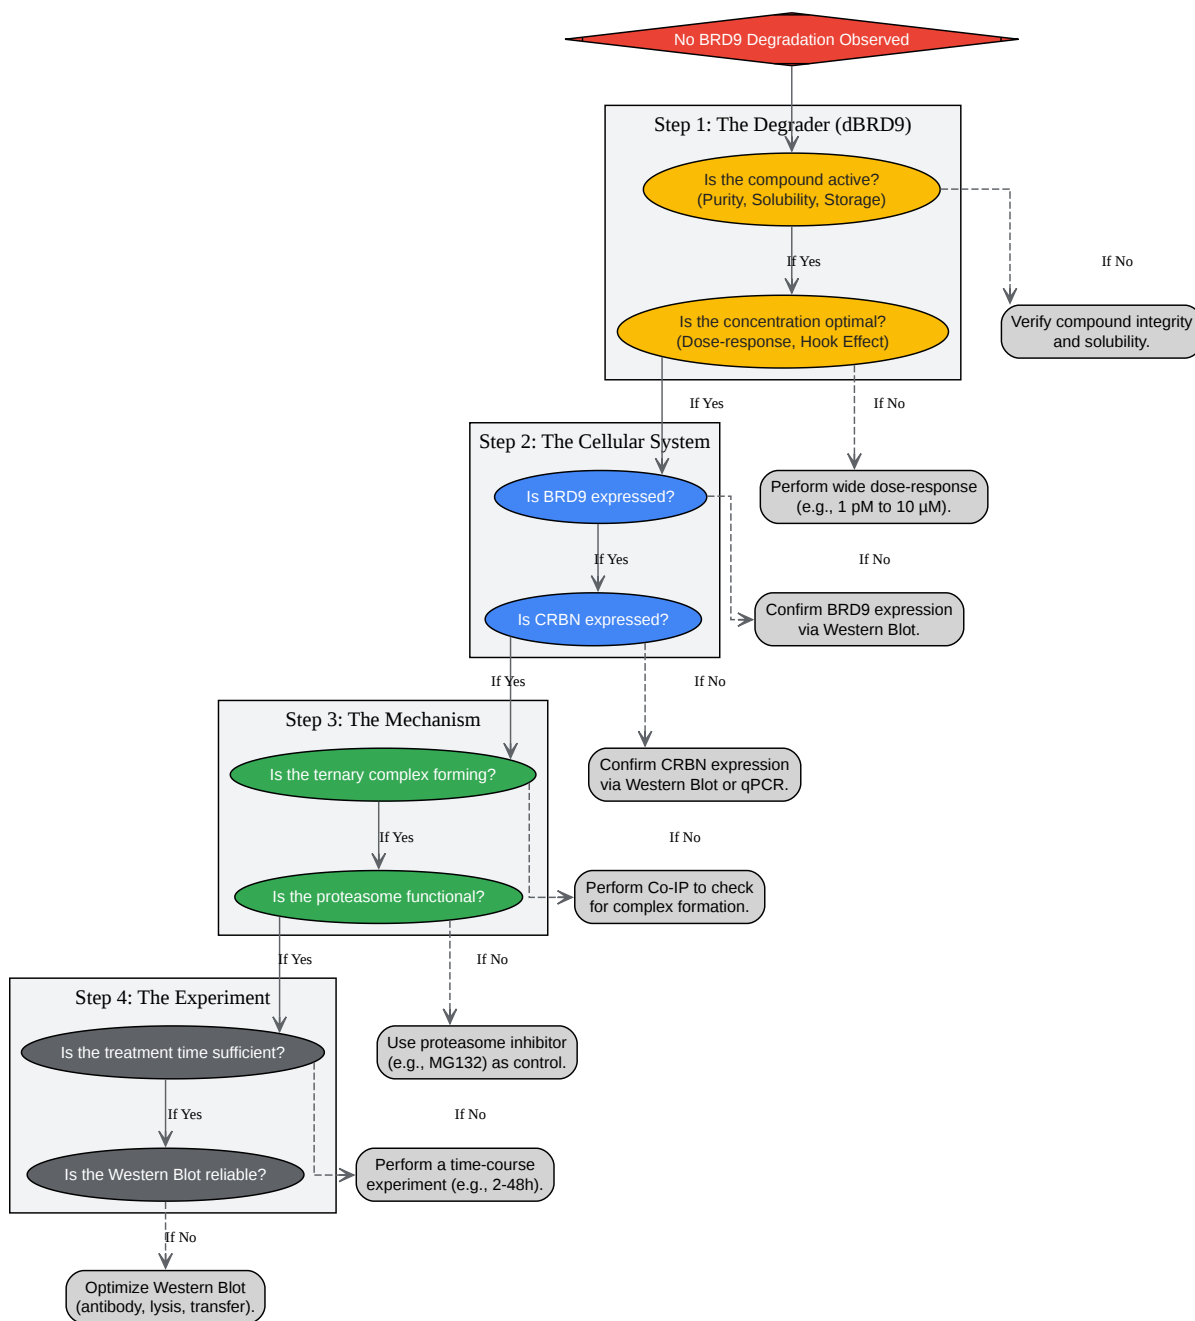 No BRD9 Degradation Observed
Step 1: The Degrader (dBRD9)
Is the compound active?
(Purity, Solubility, Storage)
If Yes
If No
Is the concentration optimal?
(Dose-response, Hook Effect)
Verify compound integrity
and solubility.
If Yes
If No
Step 2: The Cellular System
Is BRD9 expressed?
Perform wide dose-response
(e.g., 1 pM to 10 µM).
If Yes
If No
Is CRBN expressed?
Confirm BRD9 expression
via Western Blot.
If Yes
If No
Step 3: The Mechanism
Is the ternary complex forming?
Confirm CRBN expression
via Western Blot or qPCR.
If Yes
If No
Is the proteasome functional?
Perform Co-IP to check
for complex formation.
If Yes
If No
Step 4: The Experiment
Is the treatment time sufficient?
Use proteasome inhibitor
(e.g., MG132) as control.
If Yes
If No
Is the Western Blot reliable?
Perform a time-course
experiment (e.g., 2-48h).
If No
Optimize Western Blot
(antibody, lysis, transfer).